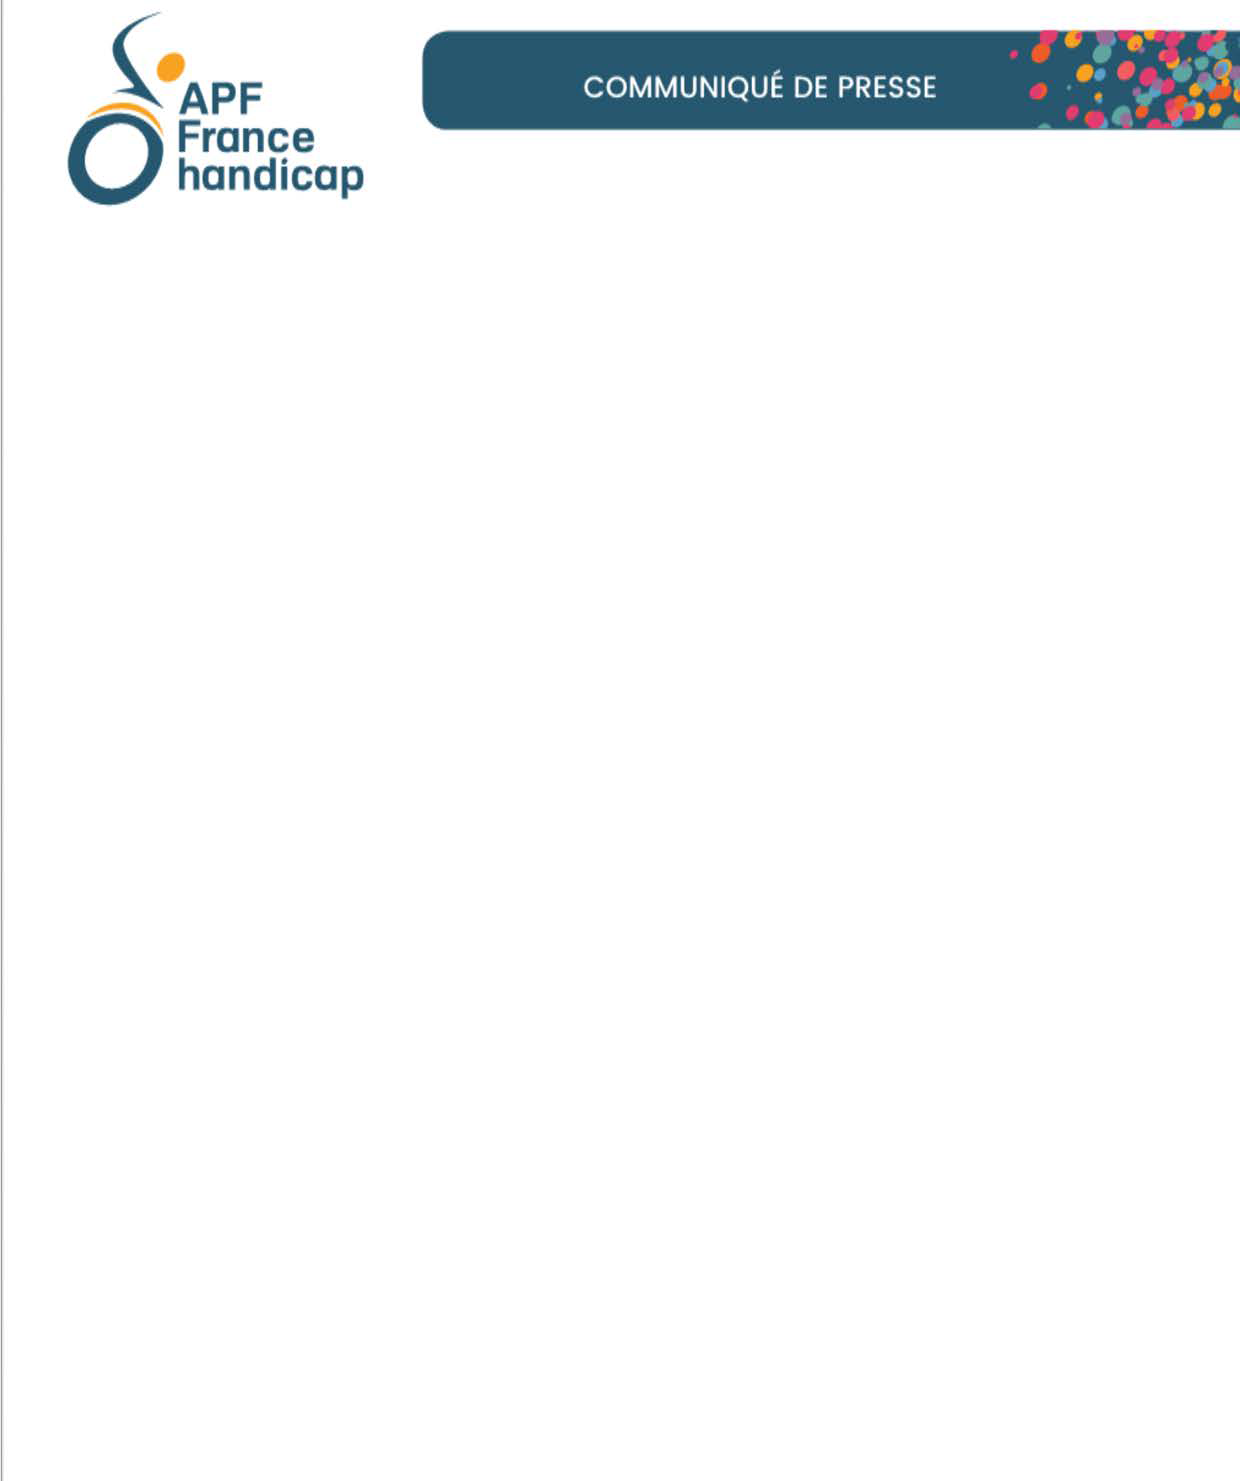 APF
France
handicap
COMMUNIQUÉ DE PRESSE